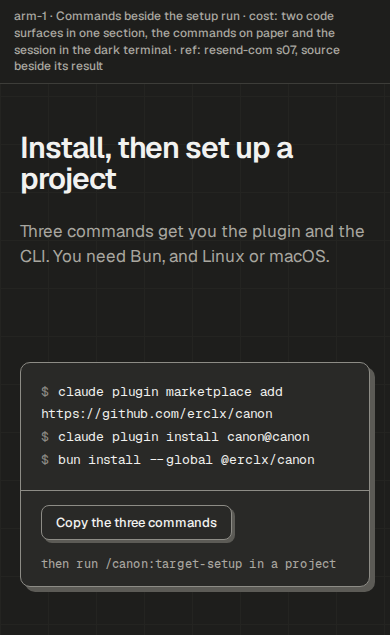 arm-1 · Commands beside the setup run · cost: two code
surfaces in one section, the commands on paper and the
session in the dark terminal · ref: resend-com s07, source
beside its result
Install, then set up a
project
Three commands get you the plugin and the
CLI. You need Bun, and Linux or macOS.
$ claude plugin marketplace add
https://github.com/erclx/canon
$ claude plugin install canon@canon
$ bun install --global @erclx/canon
Copy the three commands
then run /canon:target-setup in a project